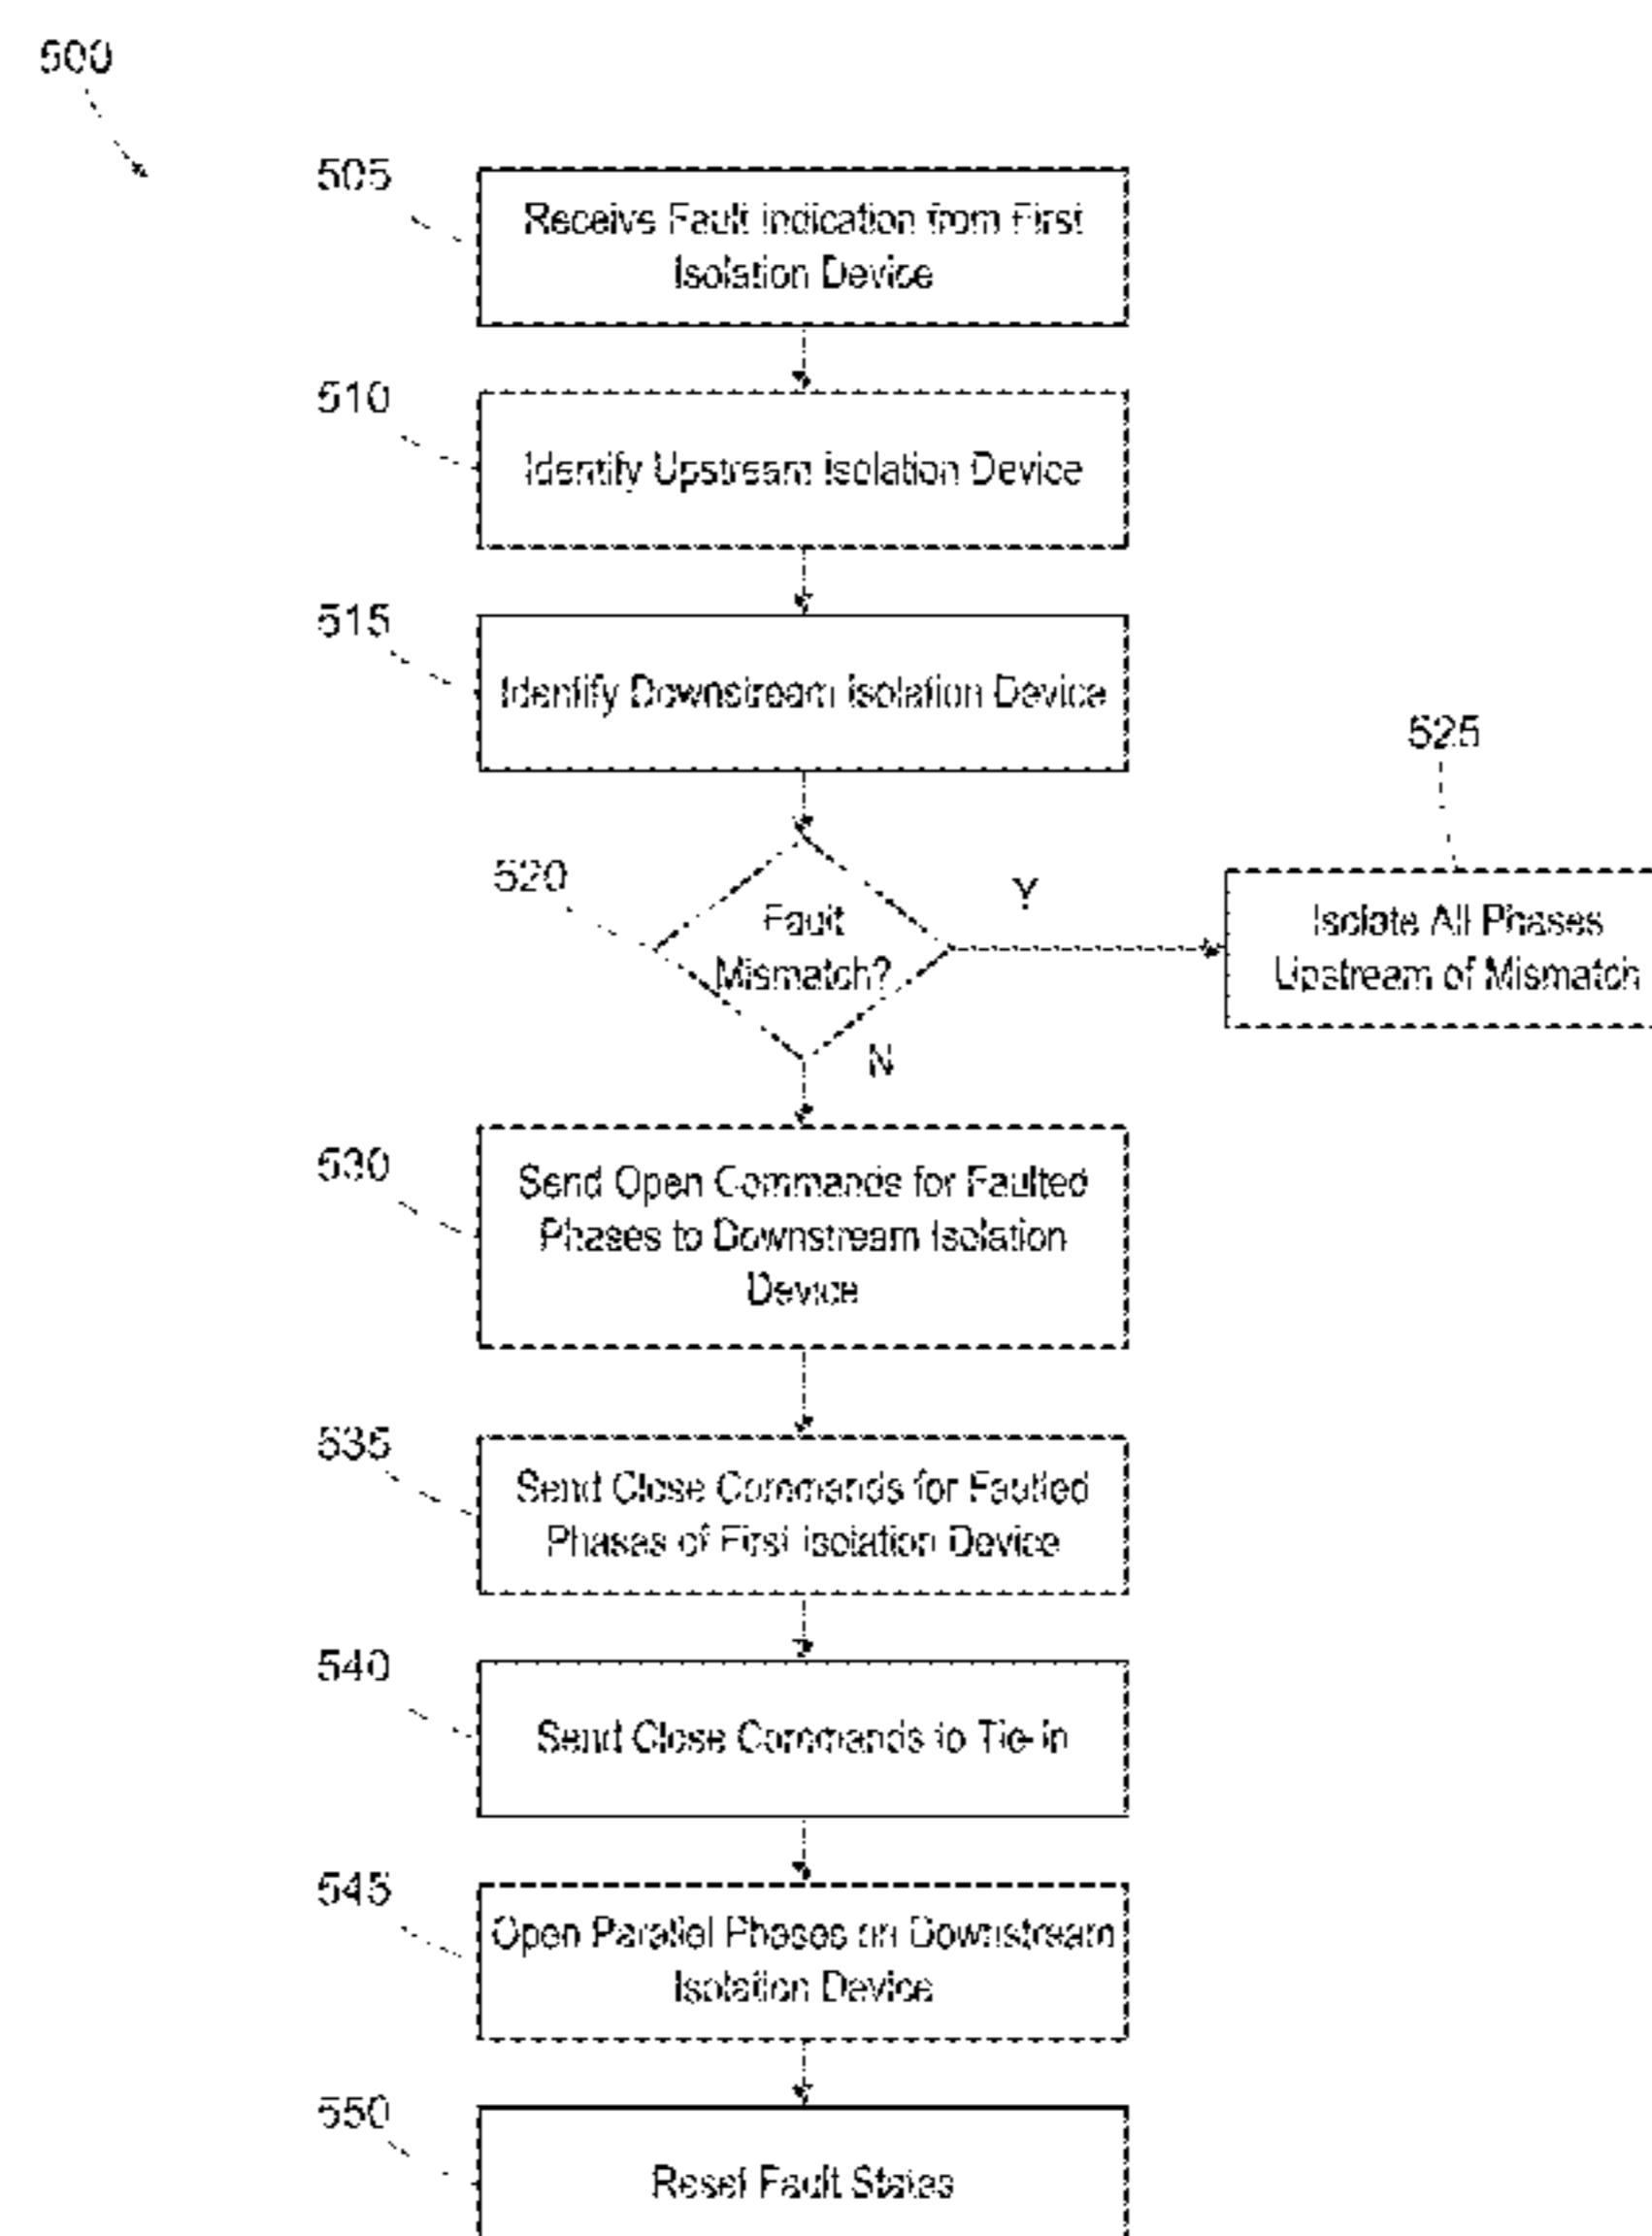 500
505
Receive Fault Indication from First
Isolation Device
510
Identify Upstream Isolation Device
515
Identify Downstream Isolation Device
525
520
Fault
Mismatch?
Y
Isolate All Phases
Upstream of Mismatch
N
530
Send Open Commands for Faulted
Phases to Downstream Isolation
Device
535
Send Close Commands for Faulted
Phases of First Isolation Device
540
Send Close Commands to Tie-In
545
Open Parallel Phases on Downstream
Isolation Device
550
Reset Fault States